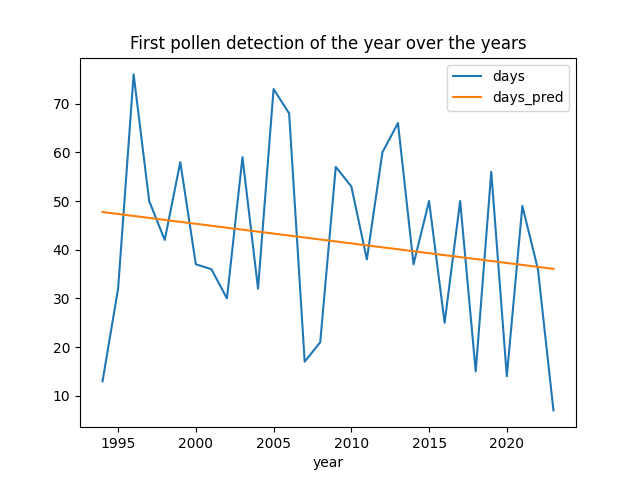 First pollen detection of the year over the years
days
days_pred
70
60
50
40
30
20
10
1995 2000 2005 2010 2015 2020
year